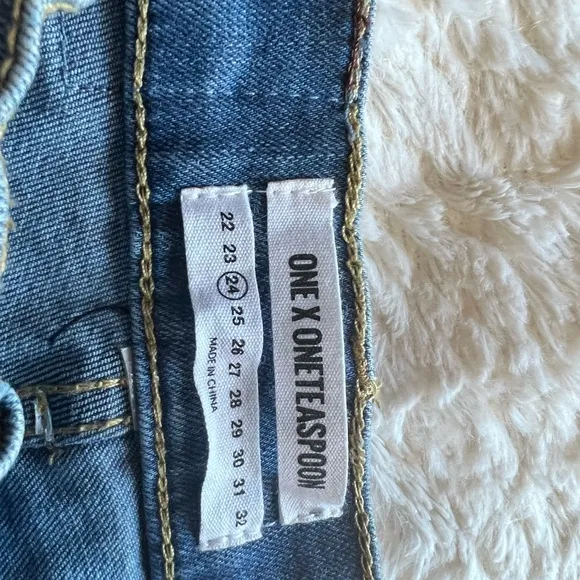 ONE X ONETEASPOON
22 23 24 25 26 27 28 29 30 31 32
MADE IN CHINA